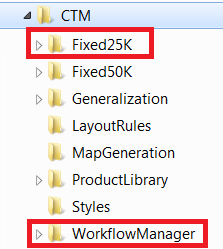 CTM
Fixed25K
Fixed50K
Generalization
LayoutRules
MapGeneration
ProductLibrary
Styles
WorkflowManager